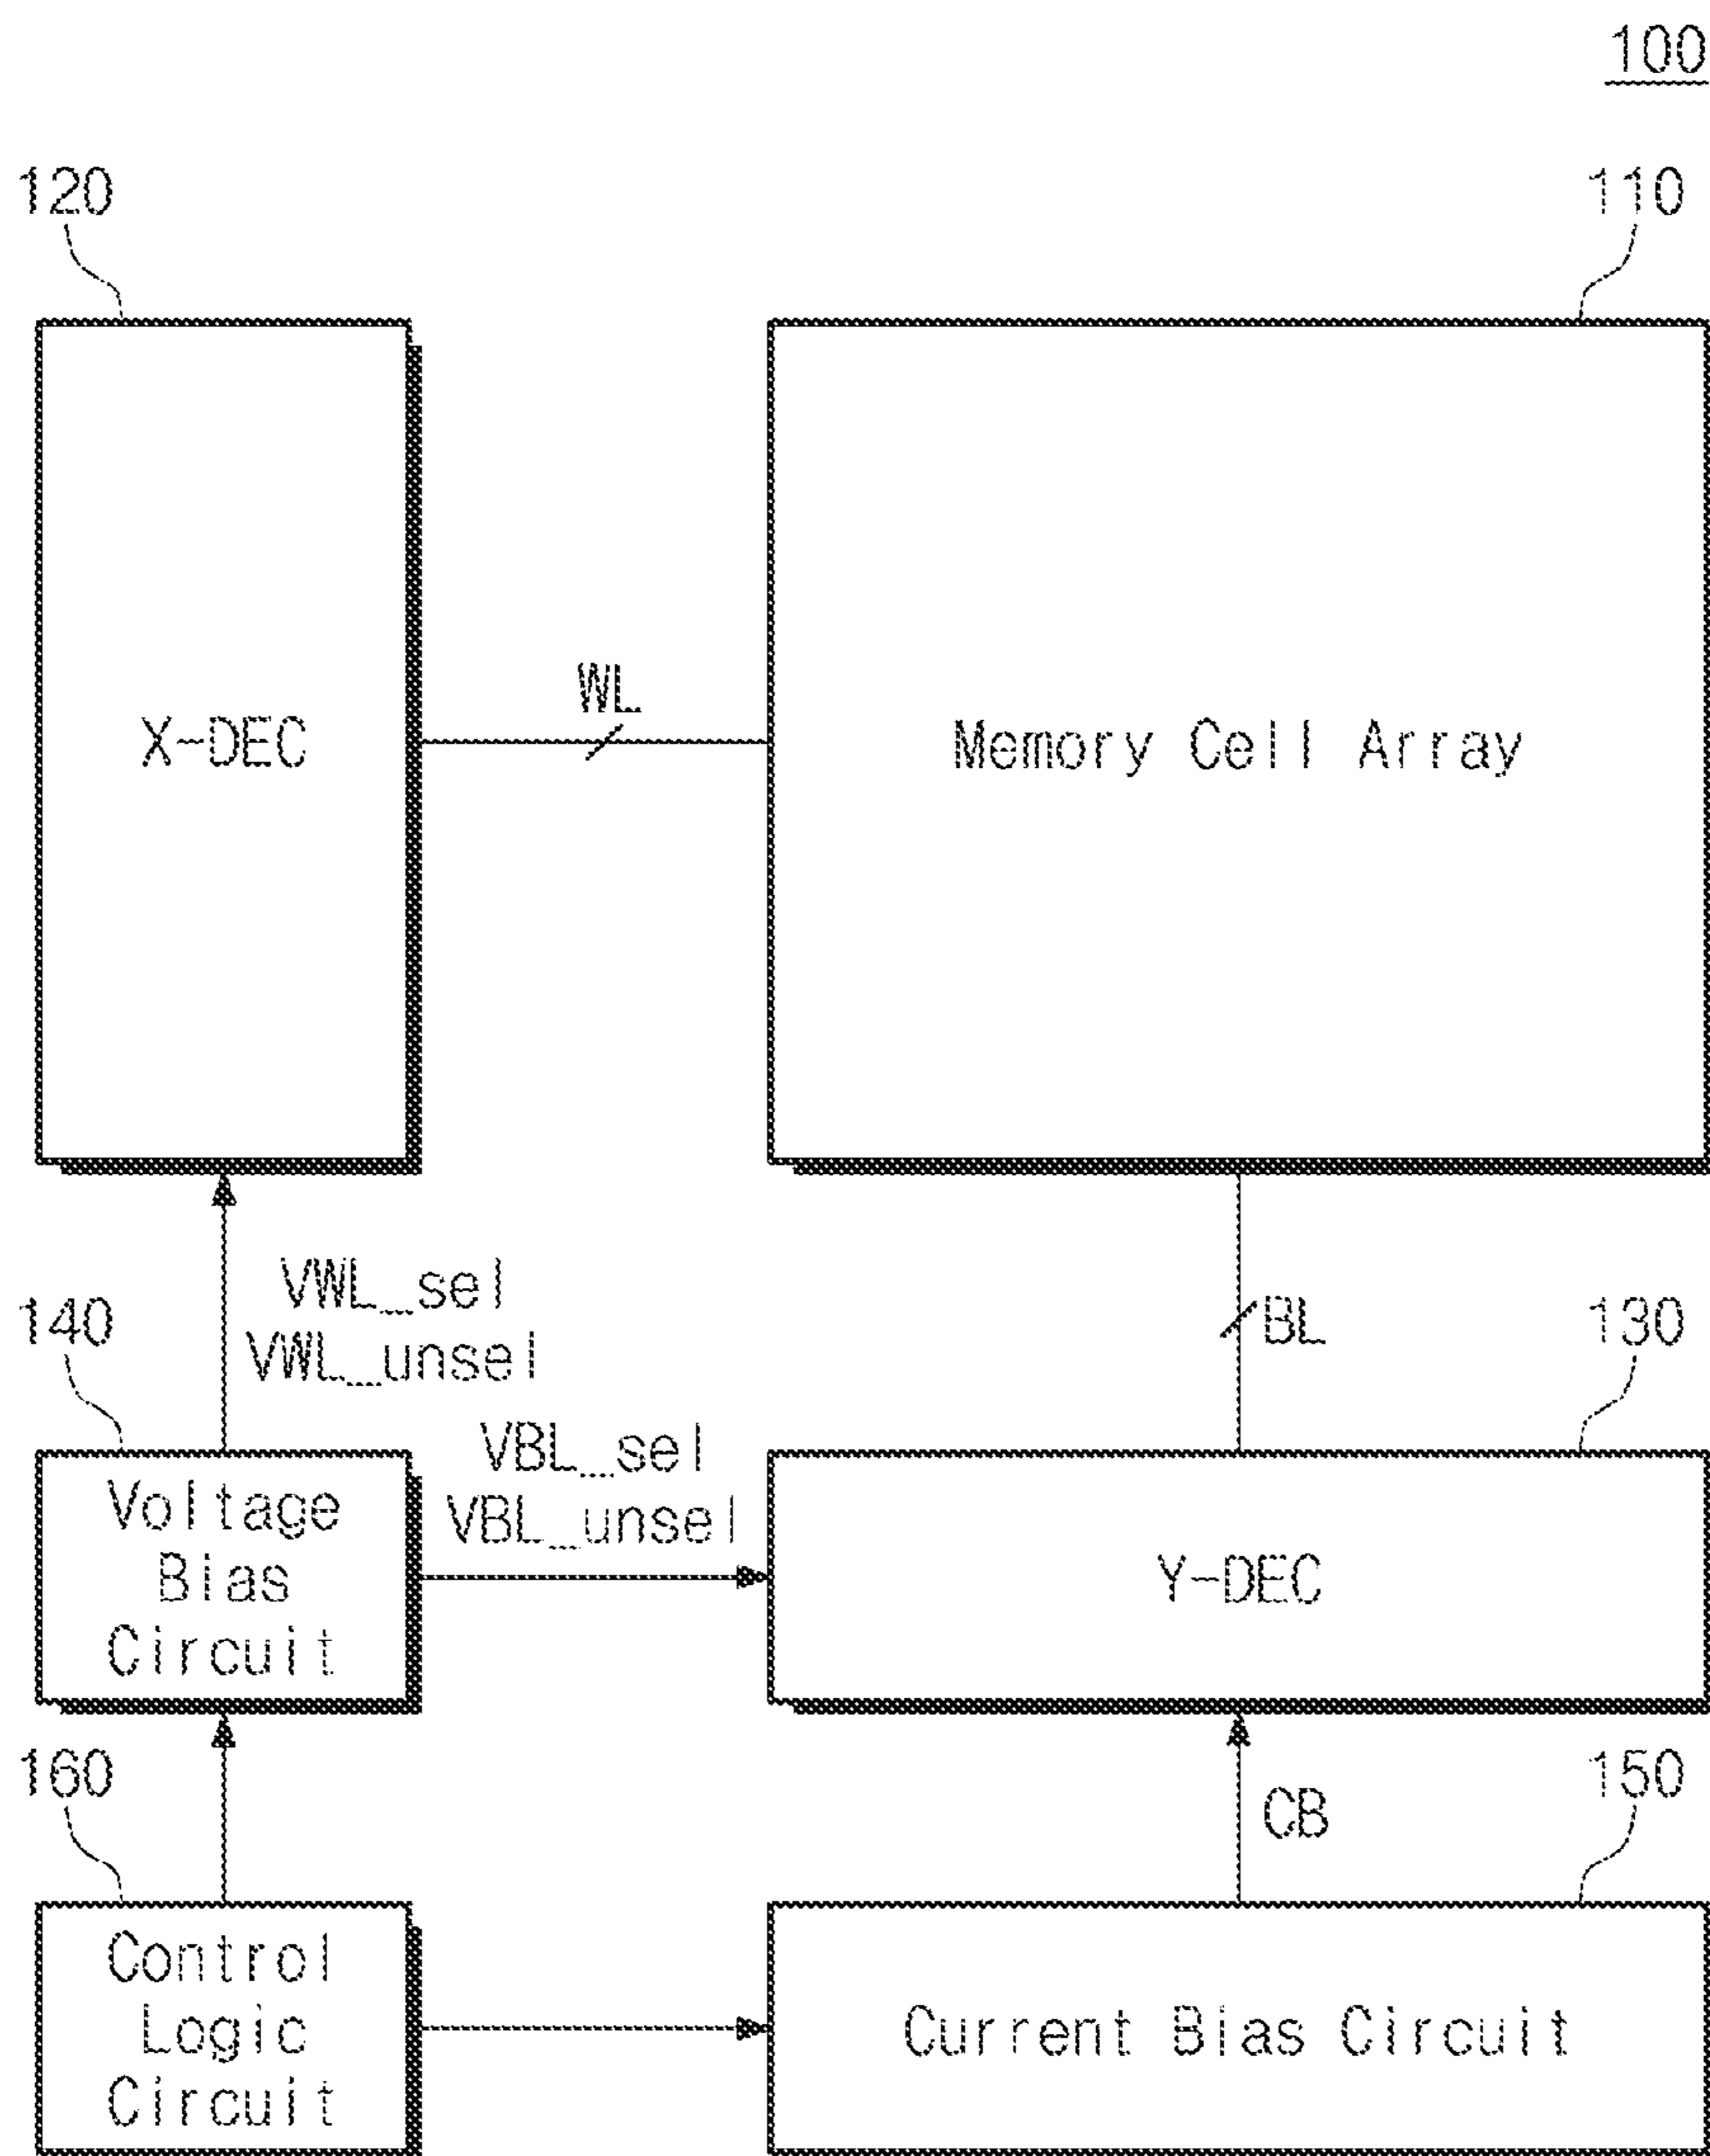 100
120
110
X-DEC
WL
Memory Cell Array
VWL_sel
VWL_unsel
140
BL
130
VBL_sel
VBL_unsel
Voltage
Bias
Circuit
Y-DEC
160
CB
150
Control
Logic
Circuit
Current Bias Circuit